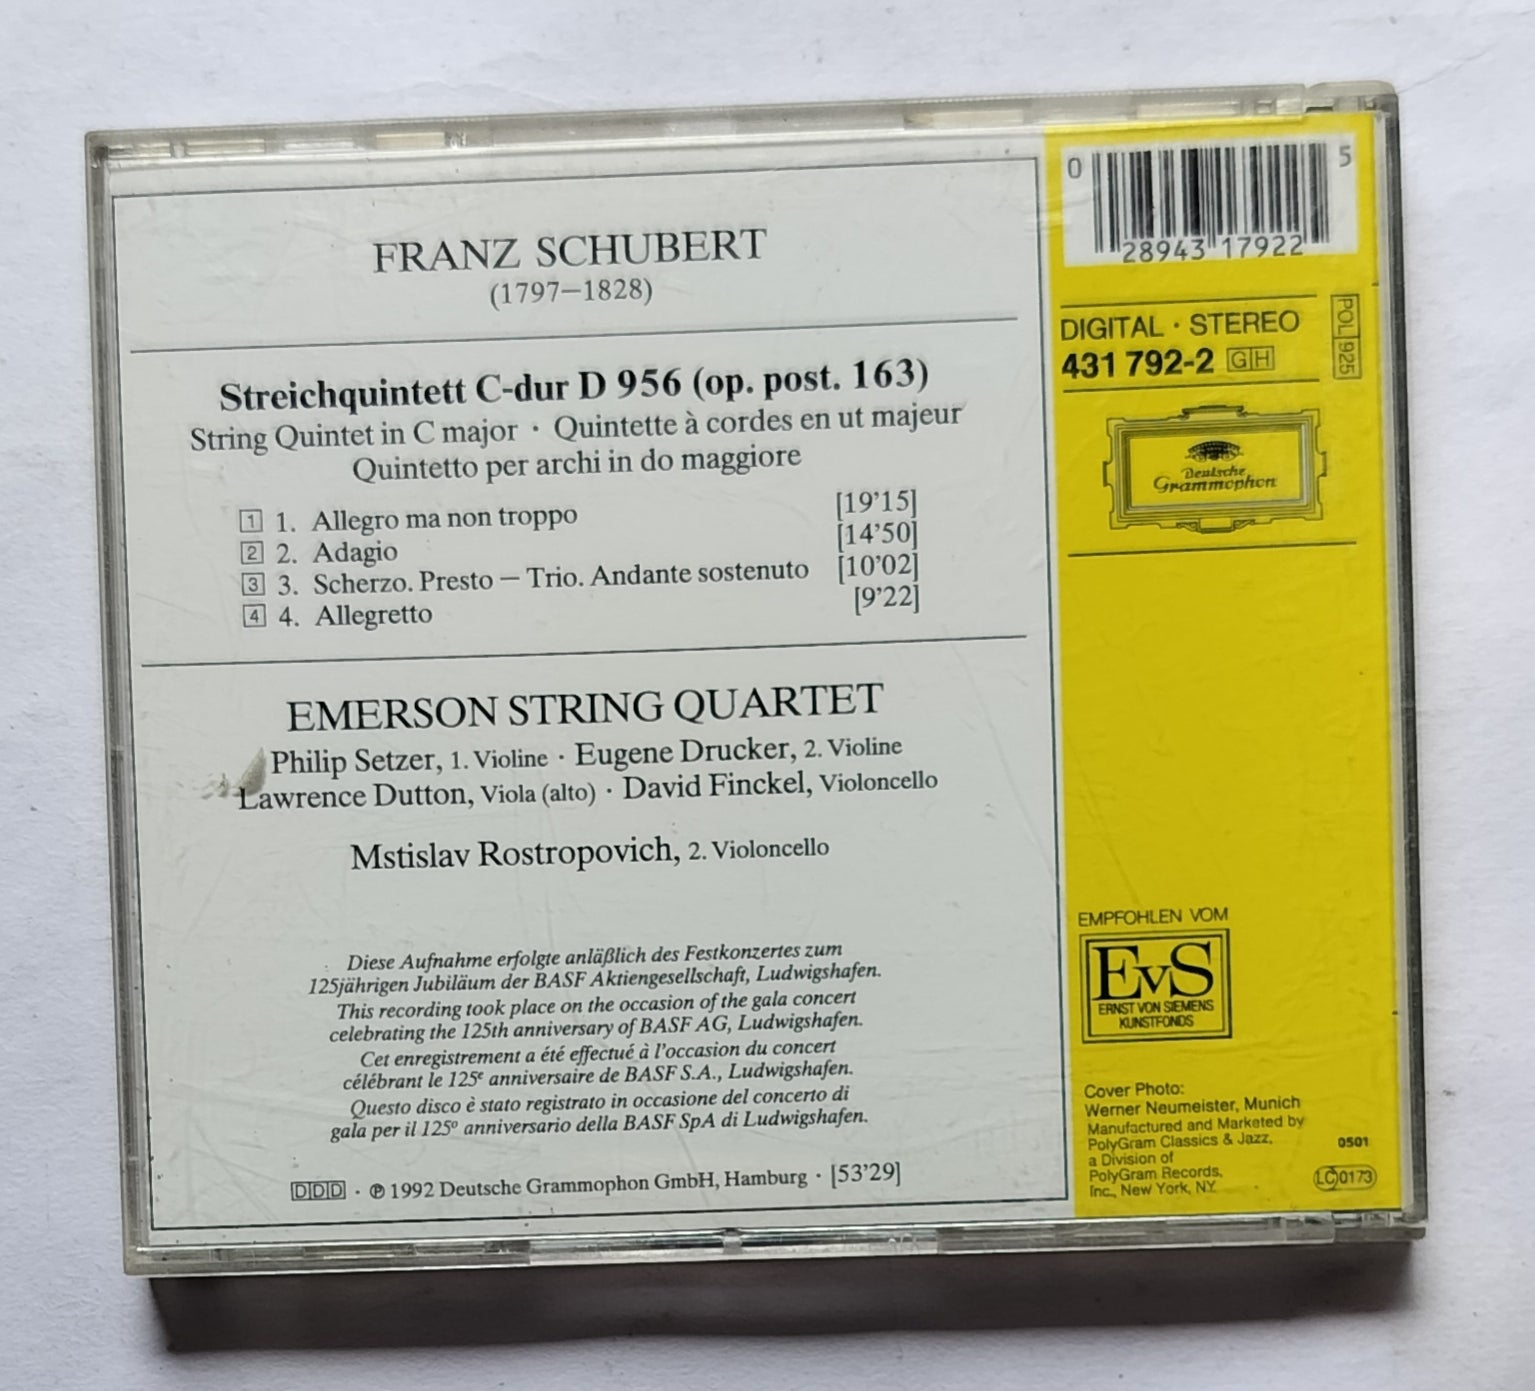 FRANZ SCHUBERT
(1797–1828)
Streichquintett C-dur D 956 (op. post. 163)
String Quintet in C major · Quintette à cordes en ut majeur
Quintetto per archi in do maggiore
1 1. Allegro ma non troppo [19'15]
2 2. Adagio [14'50]
3 3. Scherzo. Presto – Trio. Andante sostenuto [10'02]
4 4. Allegretto [9'22]
EMERSON STRING QUARTET
Philip Setzer, 1. Violine · Eugene Drucker, 2. Violine
Lawrence Dutton, Viola (alto) · David Finckel, Violoncello
Mstislav Rostropovich, 2. Violoncello
Diese Aufnahme erfolgte anläßlich des Festkonzertes zum
125jährigen Jubiläum der BASF Aktiengesellschaft, Ludwigshafen.
This recording took place on the occasion of the gala concert
celebrating the 125th anniversary of BASF AG, Ludwigshafen.
Cet enregistrement a été effectué à l'occasion du concert
célébrant le 125e anniversaire de BASF S.A., Ludwigshafen.
Questo disco è stato registrato in occasione del concerto di
gala per il 125º anniversario della BASF SpA di Ludwigshafen.
DDD · ℗ 1992 Deutsche Grammophon GmbH, Hamburg · [53'29]
0 28943 17922 5
DIGITAL · STEREO
431 792-2 GH
POL 925
Deutsche
Grammophon
EMPFOHLEN VOM
EvS
ERNST VON SIEMENS
KUNSTFONDS
Cover Photo:
Werner Neumeister, Munich
Manufactured and Marketed by
PolyGram Classics & Jazz,
a Division of
PolyGram Records,
Inc., New York, NY
0501
LC 0173